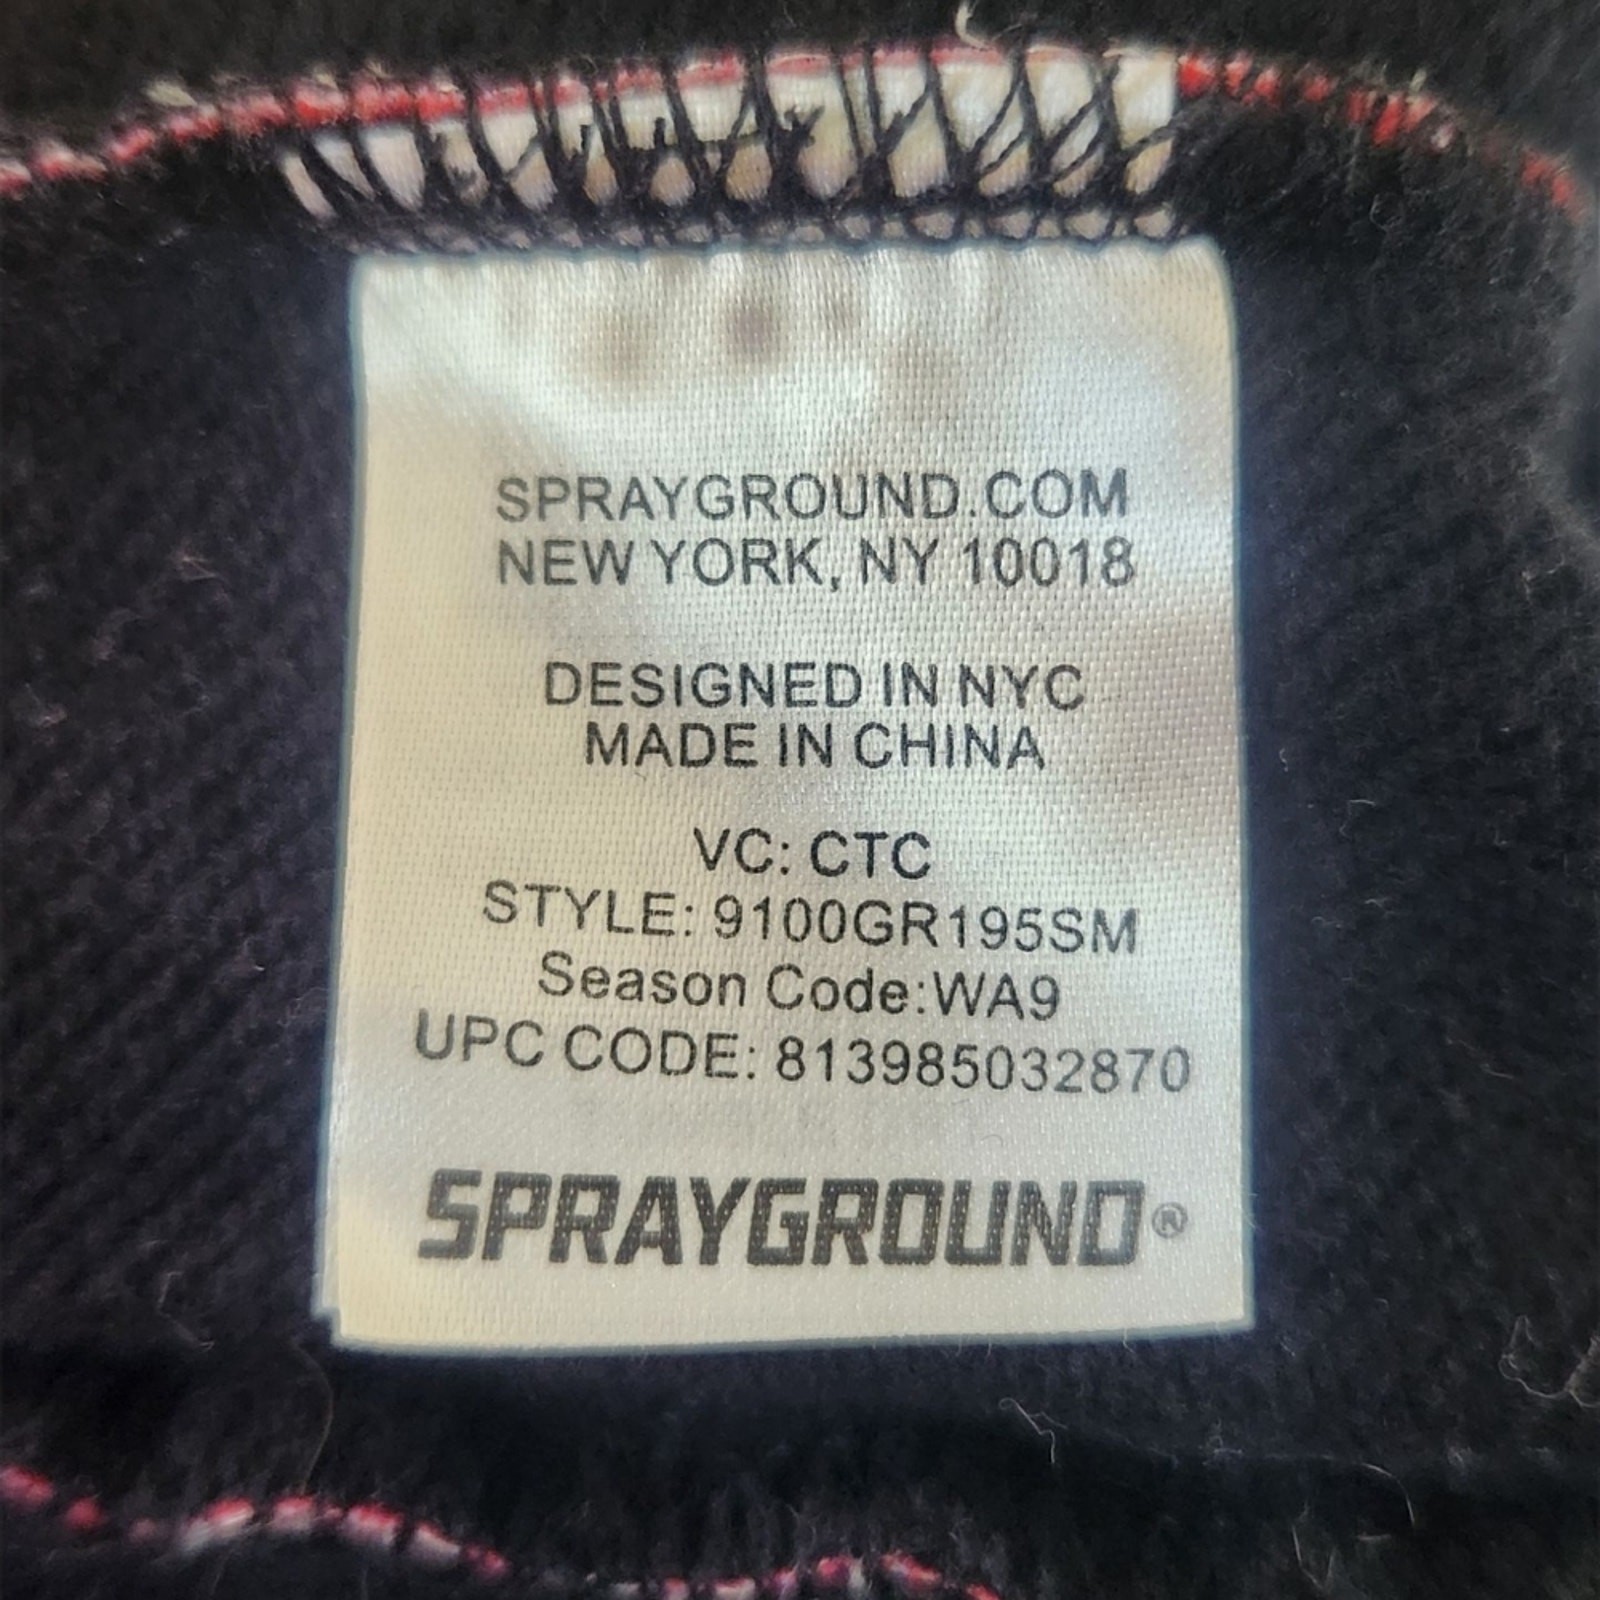 SPRAYGROUND.COM
NEW YORK, NY 10018
DESIGNED IN NYC
MADE IN CHINA
VC: CTC
STYLE: 9100GR195SM
Season Code:WA9
UPC CODE: 813985032870
SPRAYGROUND®